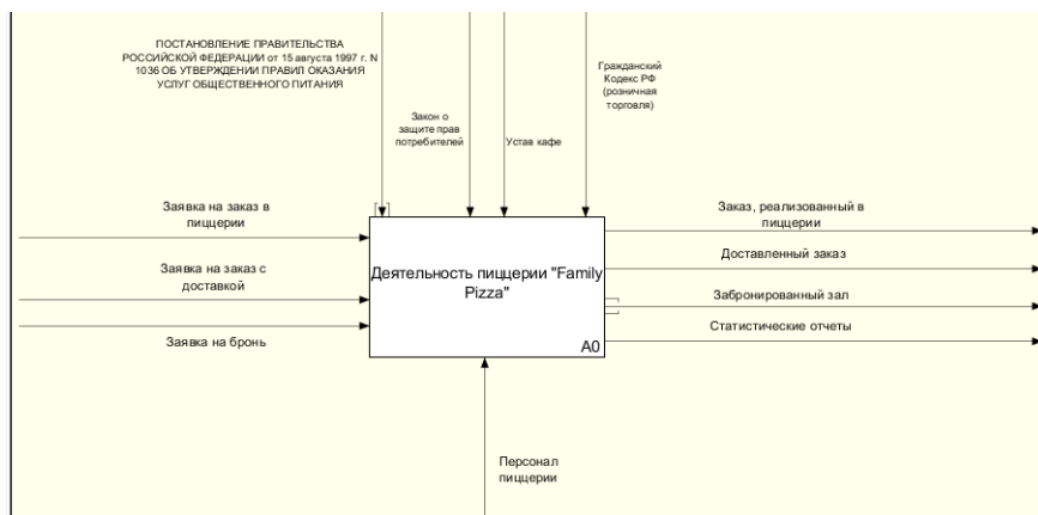 ПОСТАНОВЛЕНИЕ ПРАВИТЕЛЬСТВА
РОССИЙСКОЙ ФЕДЕРАЦИИ от 15 августа 1997 г. N
1036 ОБ УТВЕРЖДЕНИИ ПРАВИЛ ОКАЗАНИЯ
УСЛУГ ОБЩЕСТВЕННОГО ПИТАНИЯ
Закон о
защите прав
потребителей
Устав кафе
Гражданский
Кодекс РФ
(розничная
торговля)
Заявка на заказ в
пиццерии
Заявка на заказ с
доставкой
Заявка на бронь
Деятельность пиццерии "Family
Pizza"
A0
Заказ, реализованный в
пиццерии
Доставленный заказ
Забронированный зал
Статистические отчеты
Персонал
пиццерии